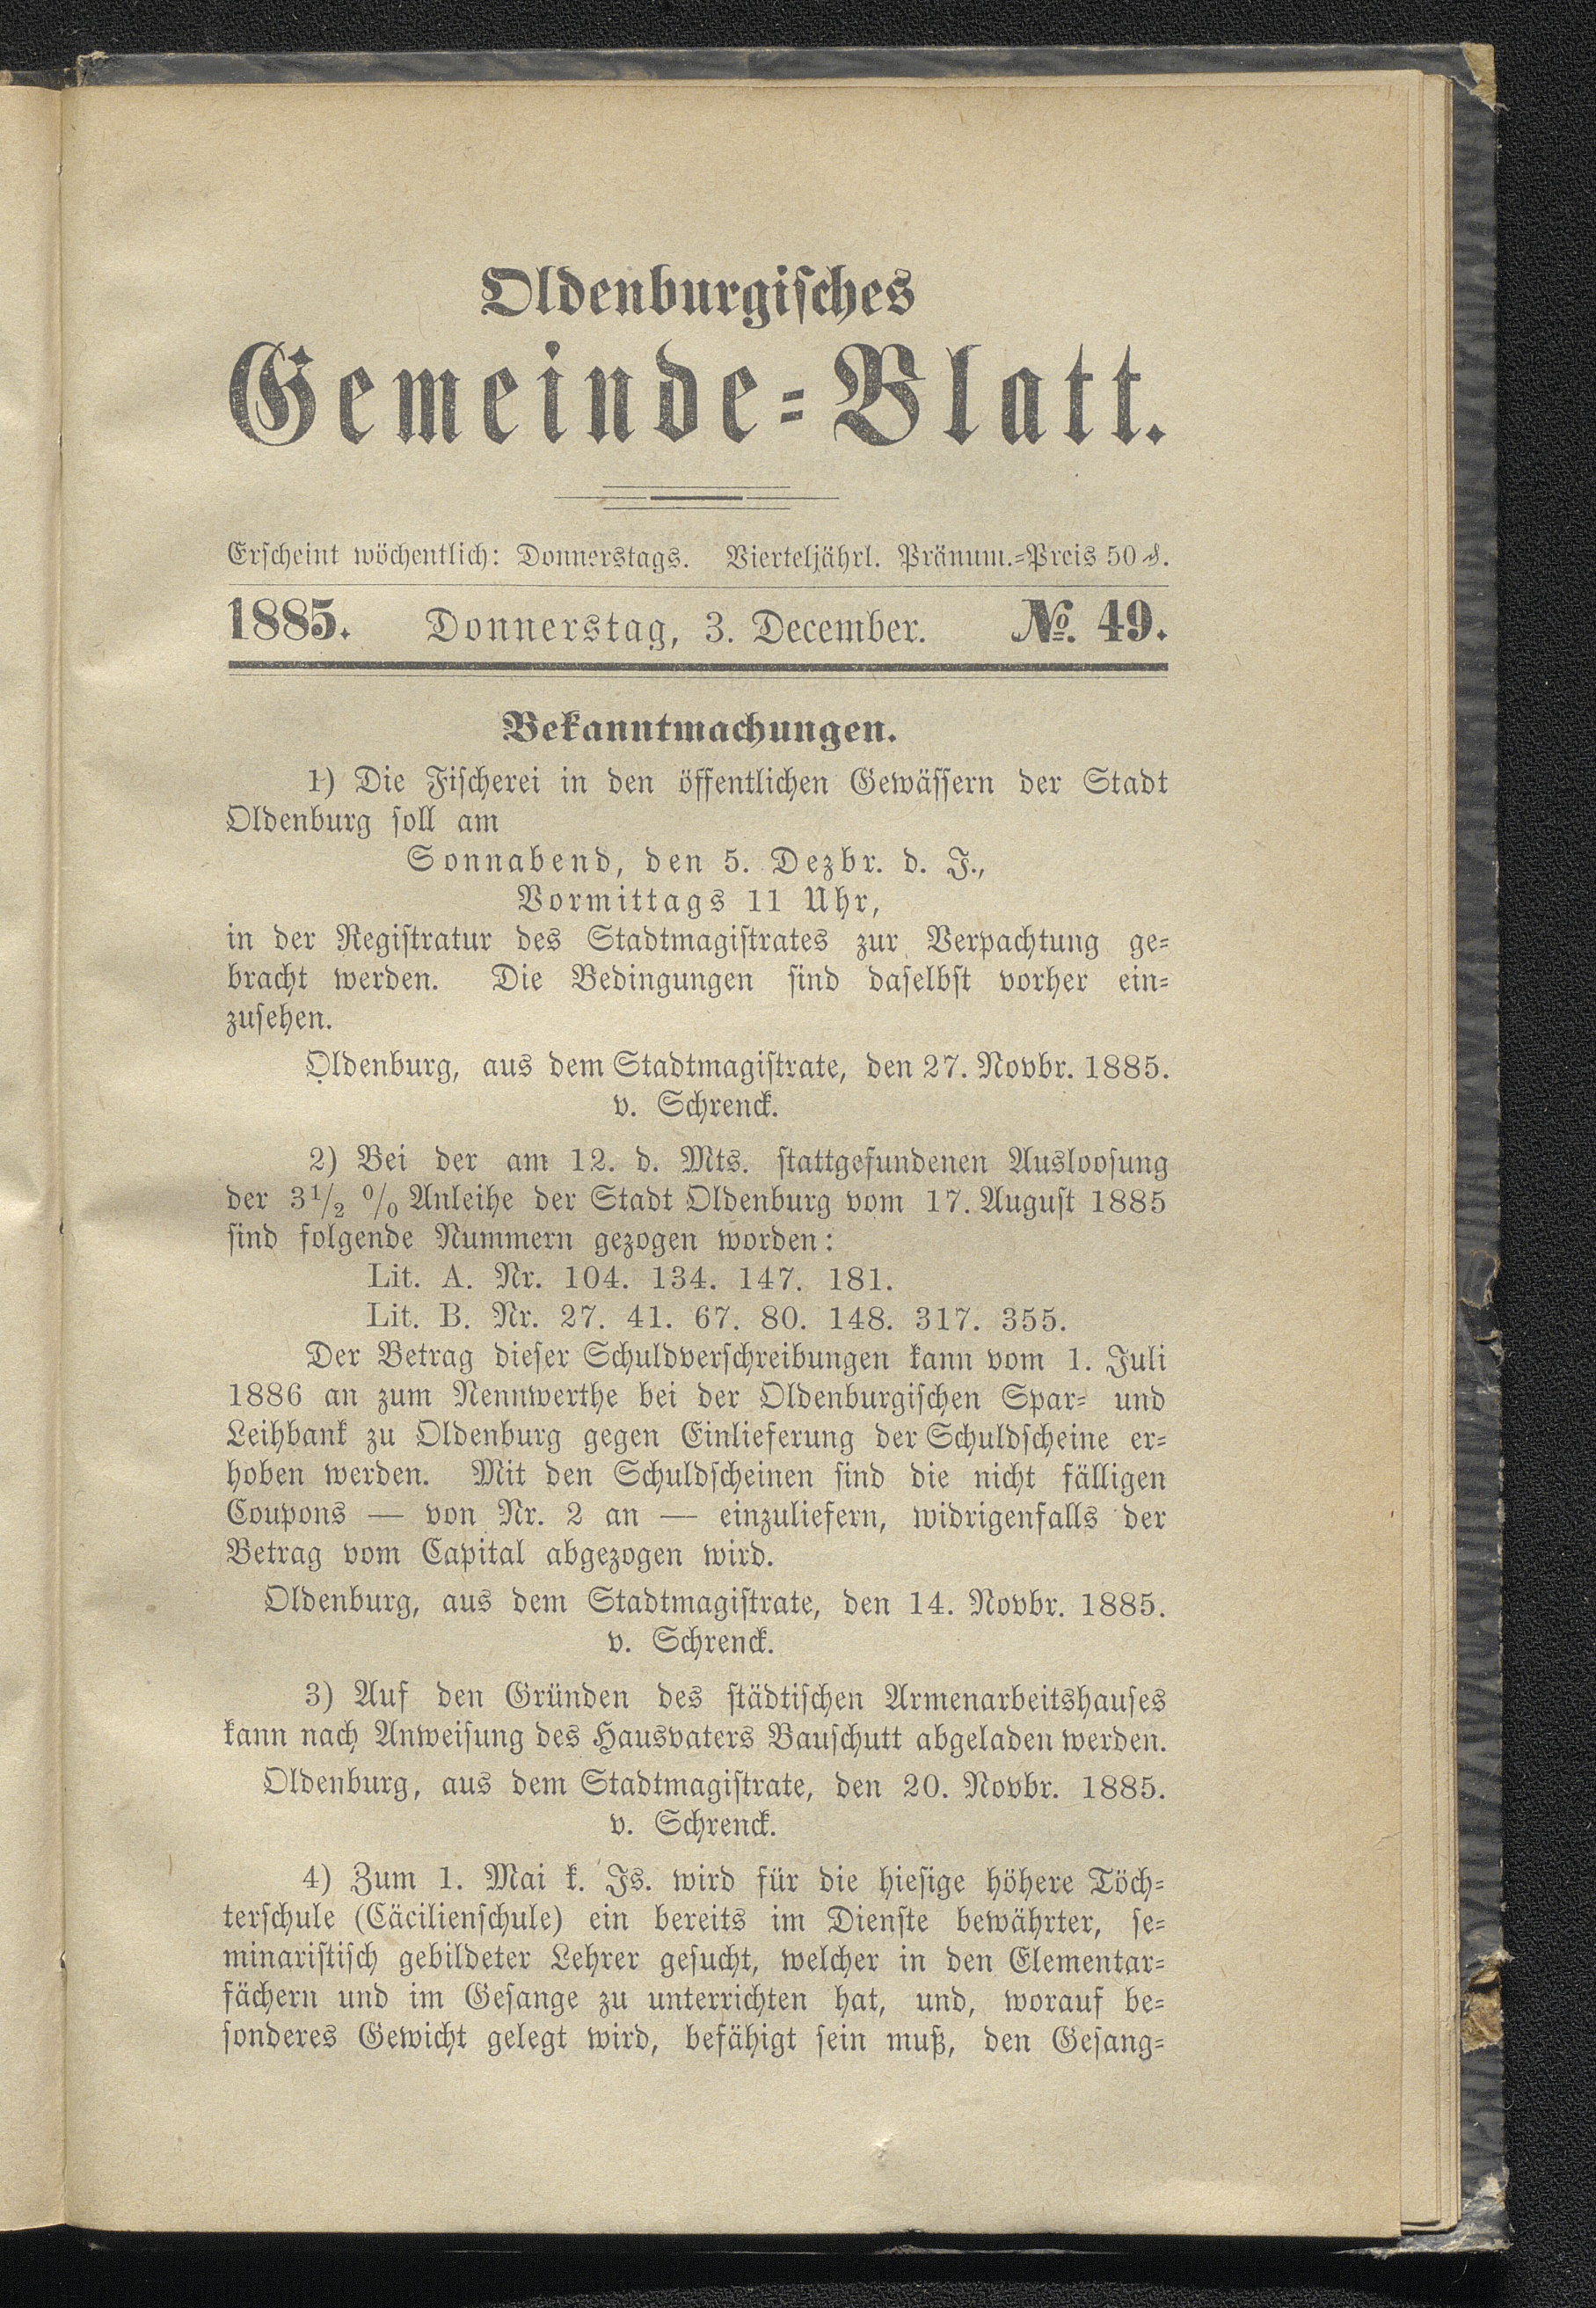 Oldenburgisches
Gemeinde-Blatt.
Erscheint wöchentlich: Donnerstags. Vierteljährl. Pränum.-Preis 50 ₰.
1885. Donnerstag, 3. December. №. 49.
Bekanntmachungen.
1) Die Fischerei in den öffentlichen Gewässern der Stadt
Oldenburg soll am
Sonnabend, den 5. Dezbr. d. J.,
Vormittags 11 Uhr,
in der Registratur des Stadtmagistrates zur Verpachtung ge-
bracht werden. Die Bedingungen sind daselbst vorher ein-
zusehen.
Oldenburg, aus dem Stadtmagistrate, den 27. Novbr. 1885.
v. Schrenck.
2) Bei der am 12. d. Mts. stattgefundenen Ausloosung
der 3½ % Anleihe der Stadt Oldenburg vom 17. August 1885
sind folgende Nummern gezogen worden:
Lit. A. Nr. 104. 134. 147. 181.
Lit. B. Nr. 27. 41. 67. 80. 148. 317. 355.
Der Betrag dieser Schuldverschreibungen kann vom 1. Juli
1886 an zum Nennwerthe bei der Oldenburgischen Spar- und
Leihbank zu Oldenburg gegen Einlieferung der Schuldscheine er-
hoben werden. Mit den Schuldscheinen sind die nicht fälligen
Coupons — von Nr. 2 an — einzuliefern, widrigenfalls der
Betrag vom Capital abgezogen wird.
Oldenburg, aus dem Stadtmagistrate, den 14. Novbr. 1885.
v. Schrenck.
3) Auf den Gründen des städtischen Armenarbeitshauses
kann nach Anweisung des Hausvaters Bauschutt abgeladen werden.
Oldenburg, aus dem Stadtmagistrate, den 20. Novbr. 1885.
v. Schrenck.
4) Zum 1. Mai k. Js. wird für die hiesige höhere Töch-
terschule (Cäcilienschule) ein bereits im Dienste bewährter, se-
minaristisch gebildeter Lehrer gesucht, welcher in den Elementar-
fächern und im Gesange zu unterrichten hat, und, worauf be-
sonderes Gewicht gelegt wird, befähigt sein muß, den Gesang-